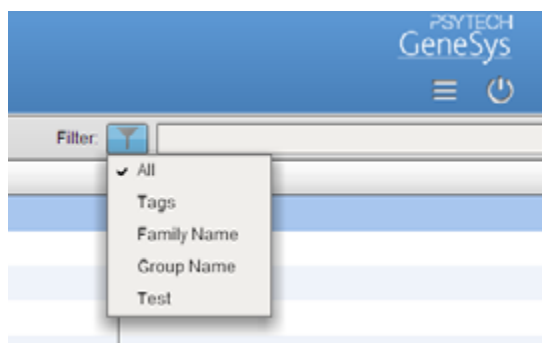 PSYTECH
GeneSys
Filter:
All
Tags
Family Name
Group Name
Test